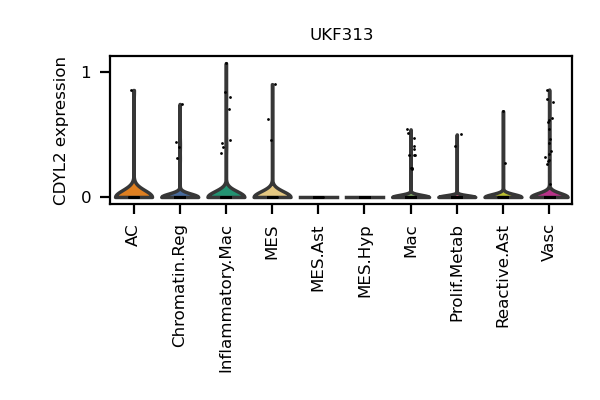 UKF313
CDYL2 expression
1
0
AC
Chromatin.Reg
Inflammatory.Mac
MES
MES.Ast
MES.Hyp
Mac
Prolif.Metab
Reactive.Ast
Vasc